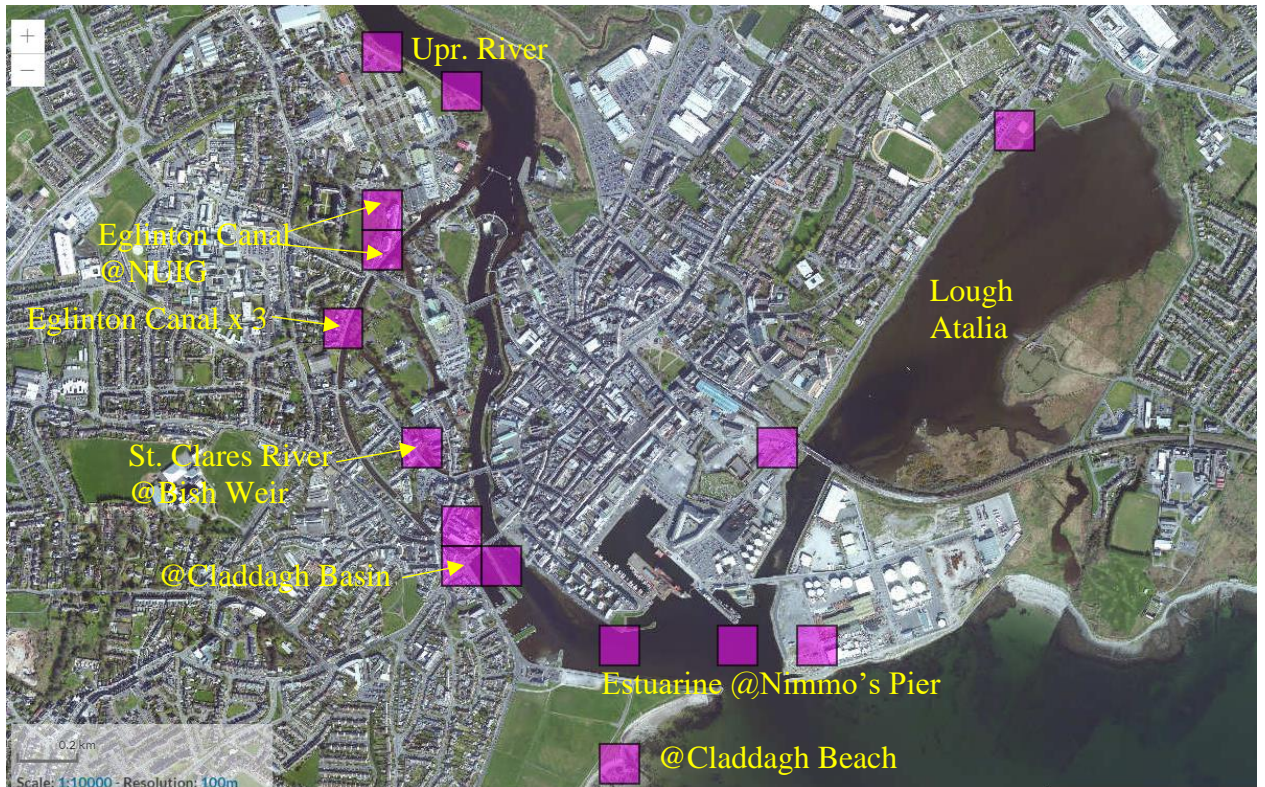 +
−
Upr. River
Eglinton Canal
@NUIG
Eglinton Canal x 3
Lough
Atalia
St. Clares River
@Bish Weir
@Claddagh Basin
Estuarine @Nimmo's Pier
@Claddagh Beach
0.2 km
Scale: 1:10000 - Resolution: 100m